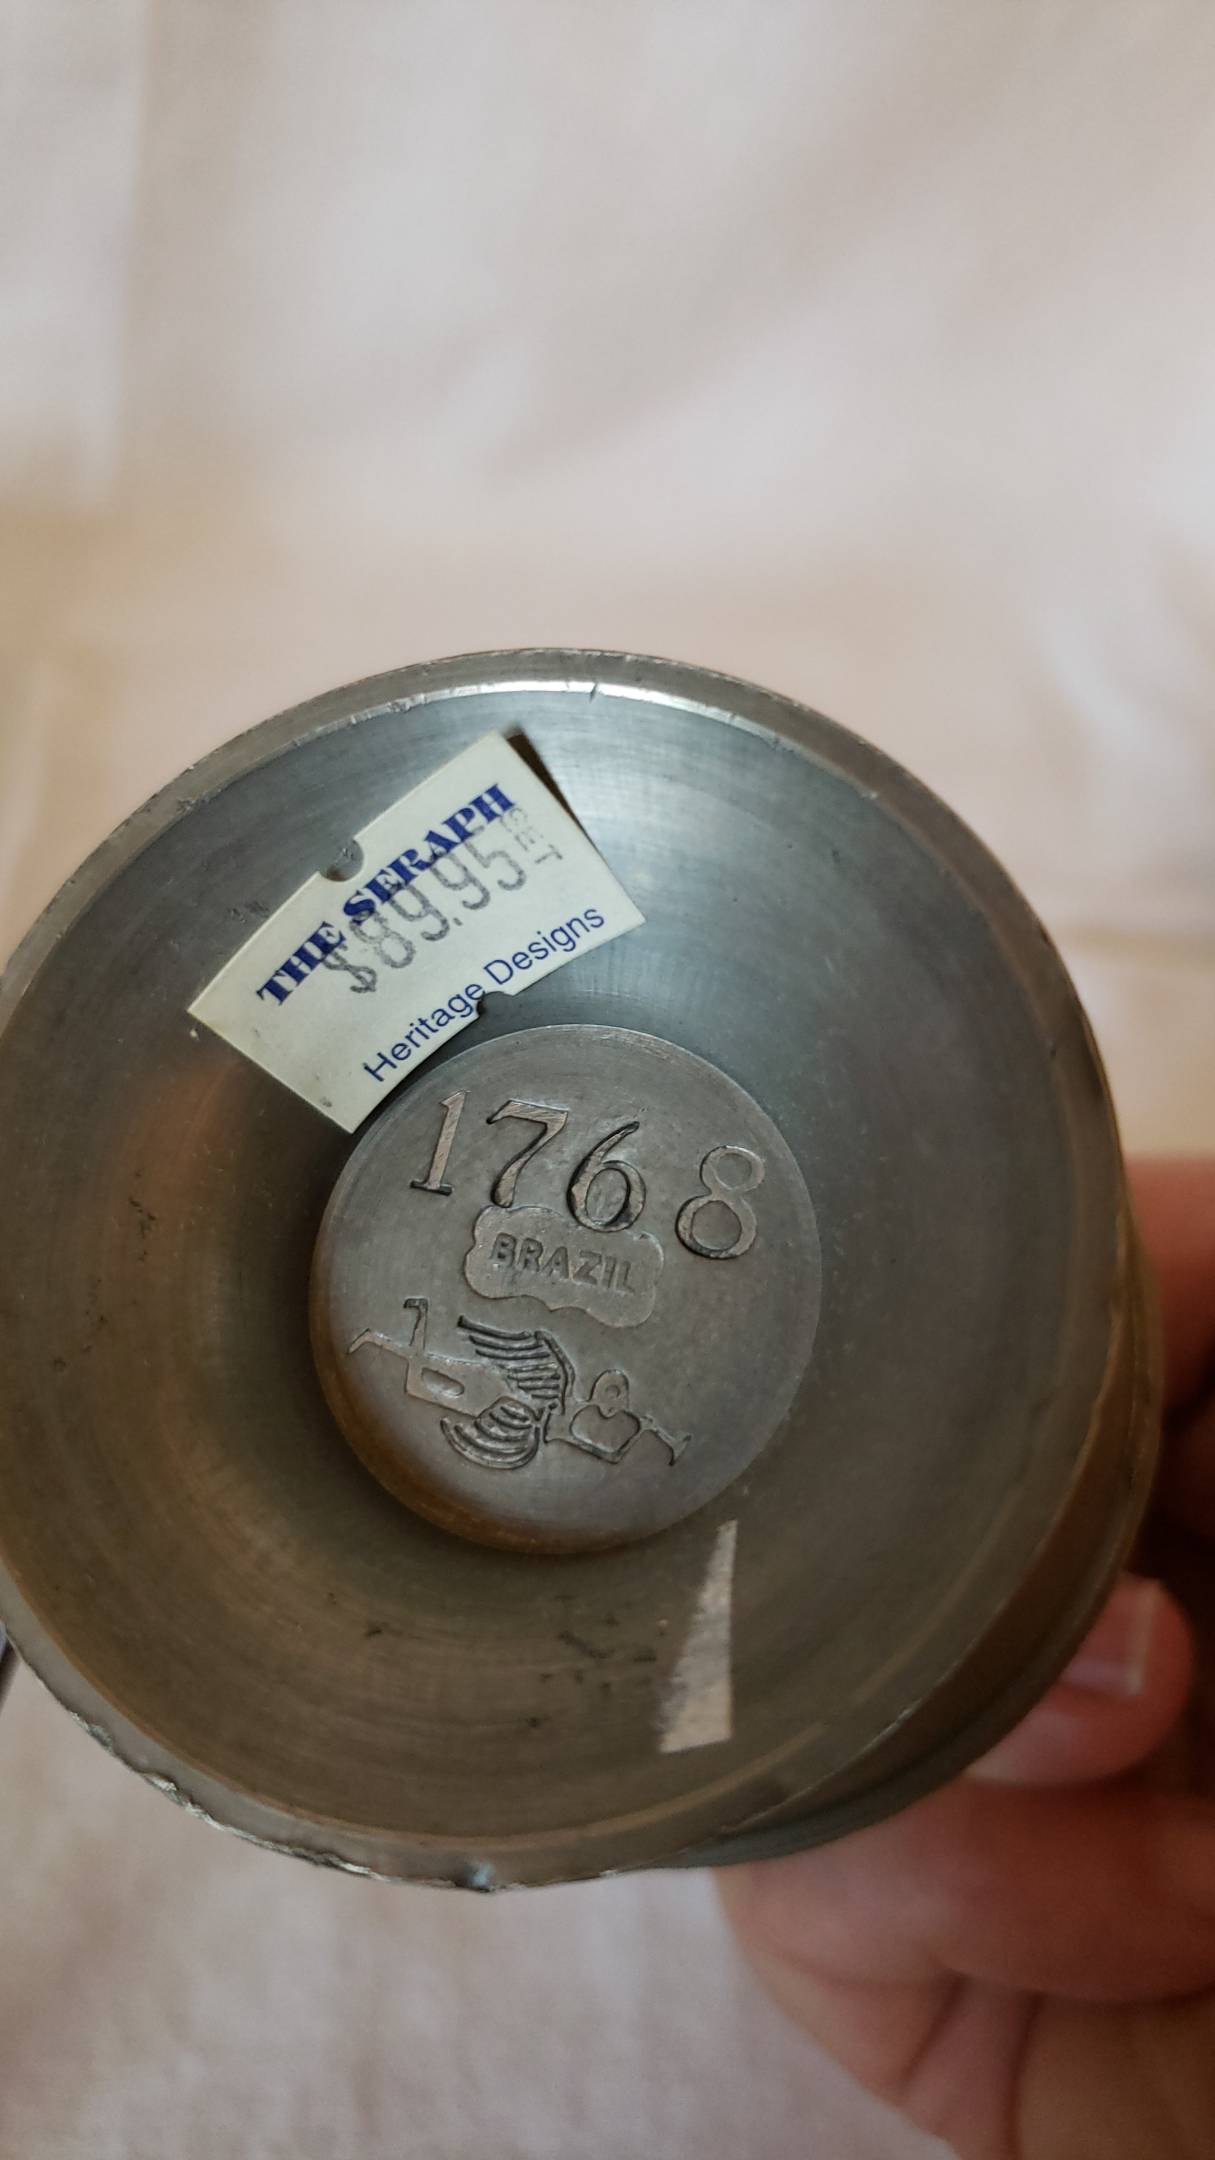 THE SERAPH
$89.95 SET
Heritage Designs
1768
BRAZIL